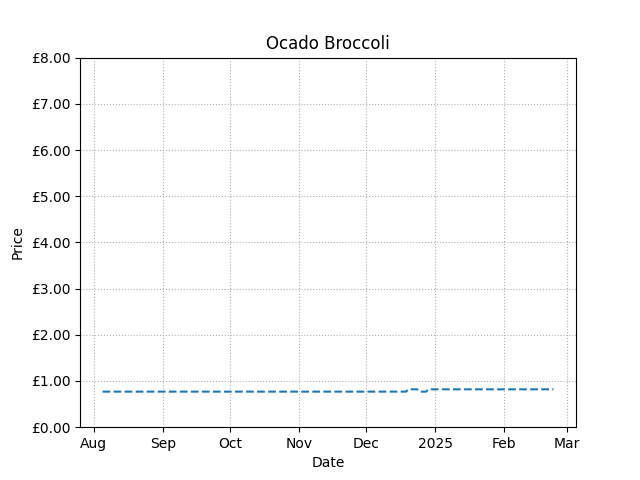 Ocado Broccoli
£8.00
£7.00
£6.00
£5.00
£4.00
£3.00
£2.00
£1.00
£0.00
Price
Aug Sep Oct Nov Dec 2025 Feb Mar
Date